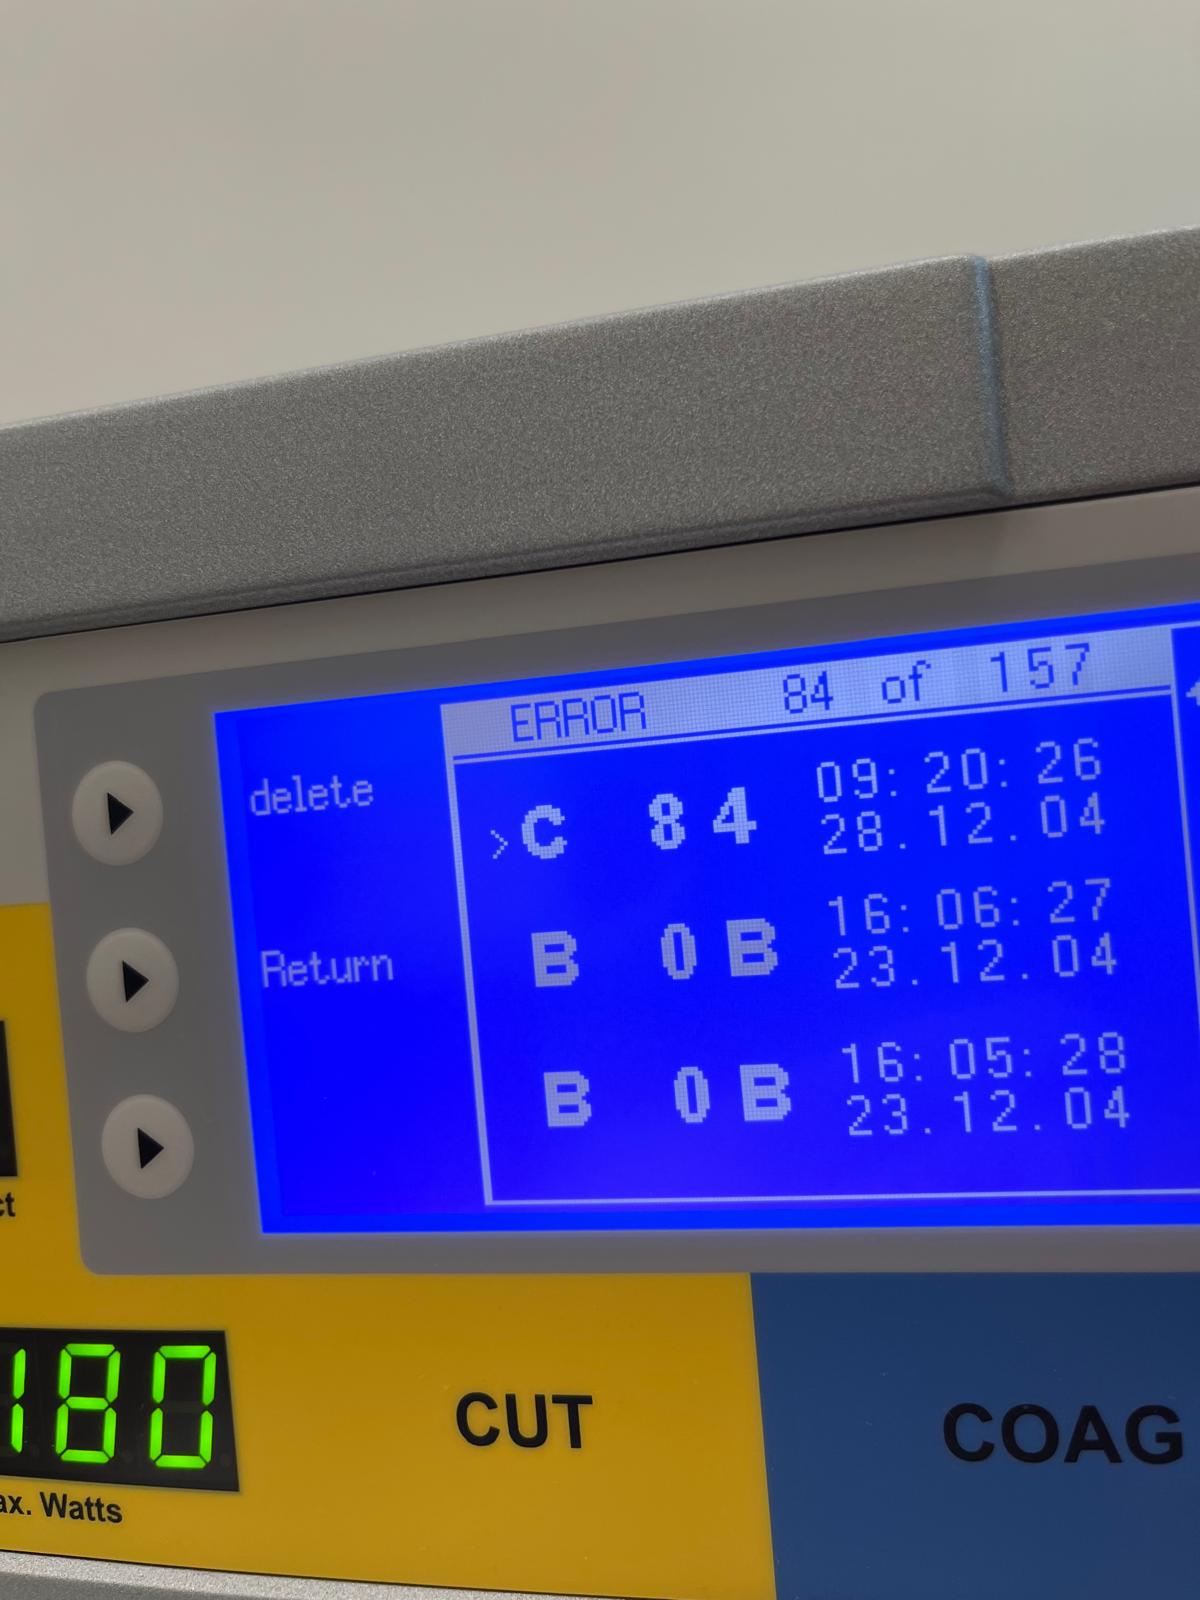 ERROR 84 of 157
delete
>C 84 09:20:26
28.12.04
Return
B 0B 16:06:27
23.12.04
B 0B 16:05:28
23.12.04
180
CUT
COAG
Watts